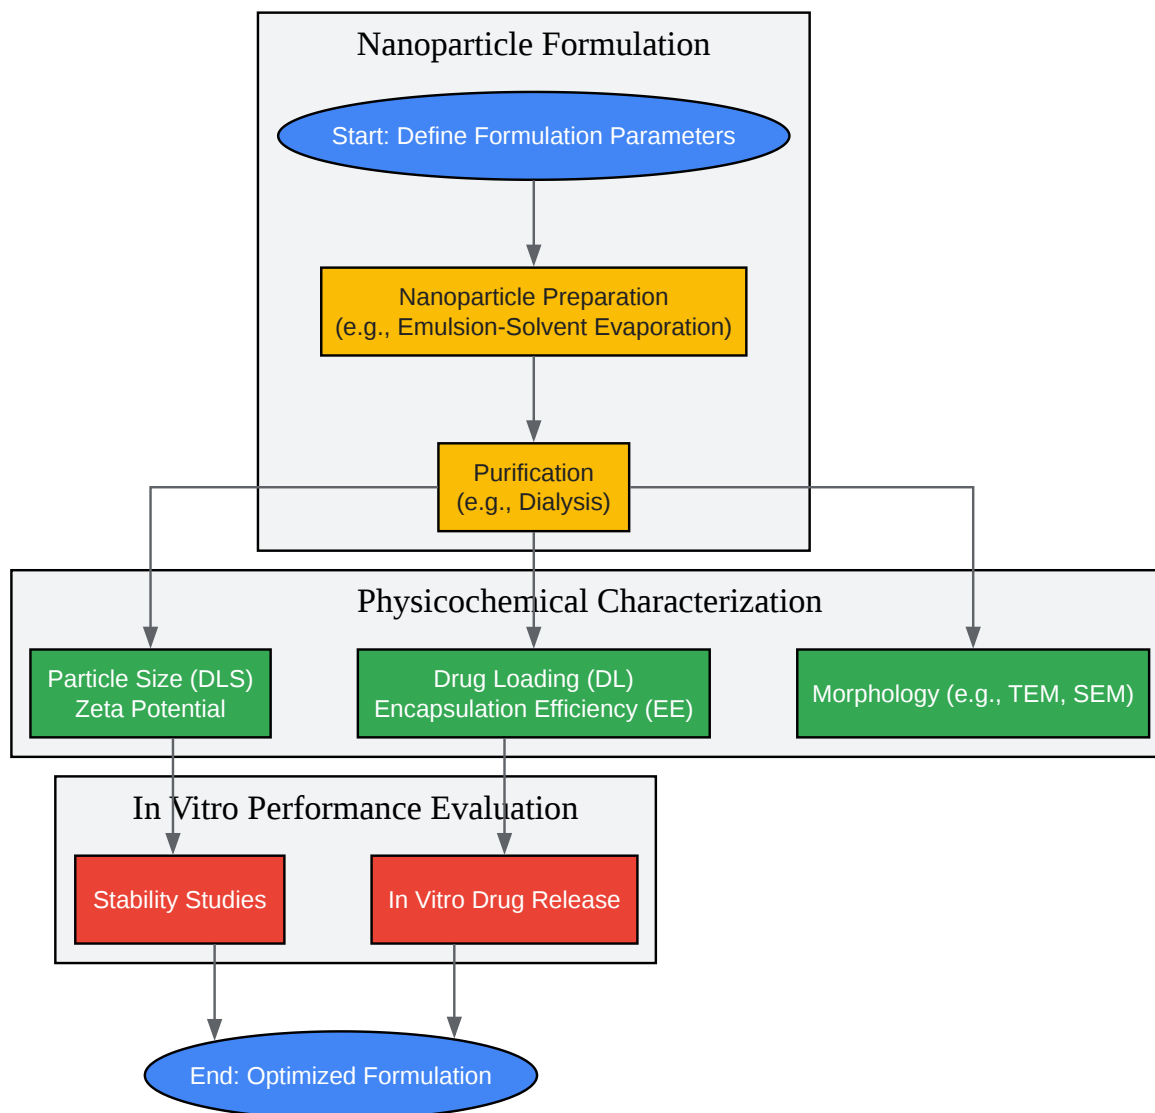 Nanoparticle Formulation
Start: Define Formulation Parameters
Nanoparticle Preparation
(e.g., Emulsion-Solvent Evaporation)
Purification
(e.g., Dialysis)
Physicochemical Characterization
Particle Size (DLS)
Zeta Potential
Drug Loading (DL)
Encapsulation Efficiency (EE)
Morphology (e.g., TEM, SEM)
In Vitro Performance Evaluation
Stability Studies
In Vitro Drug Release
End: Optimized Formulation